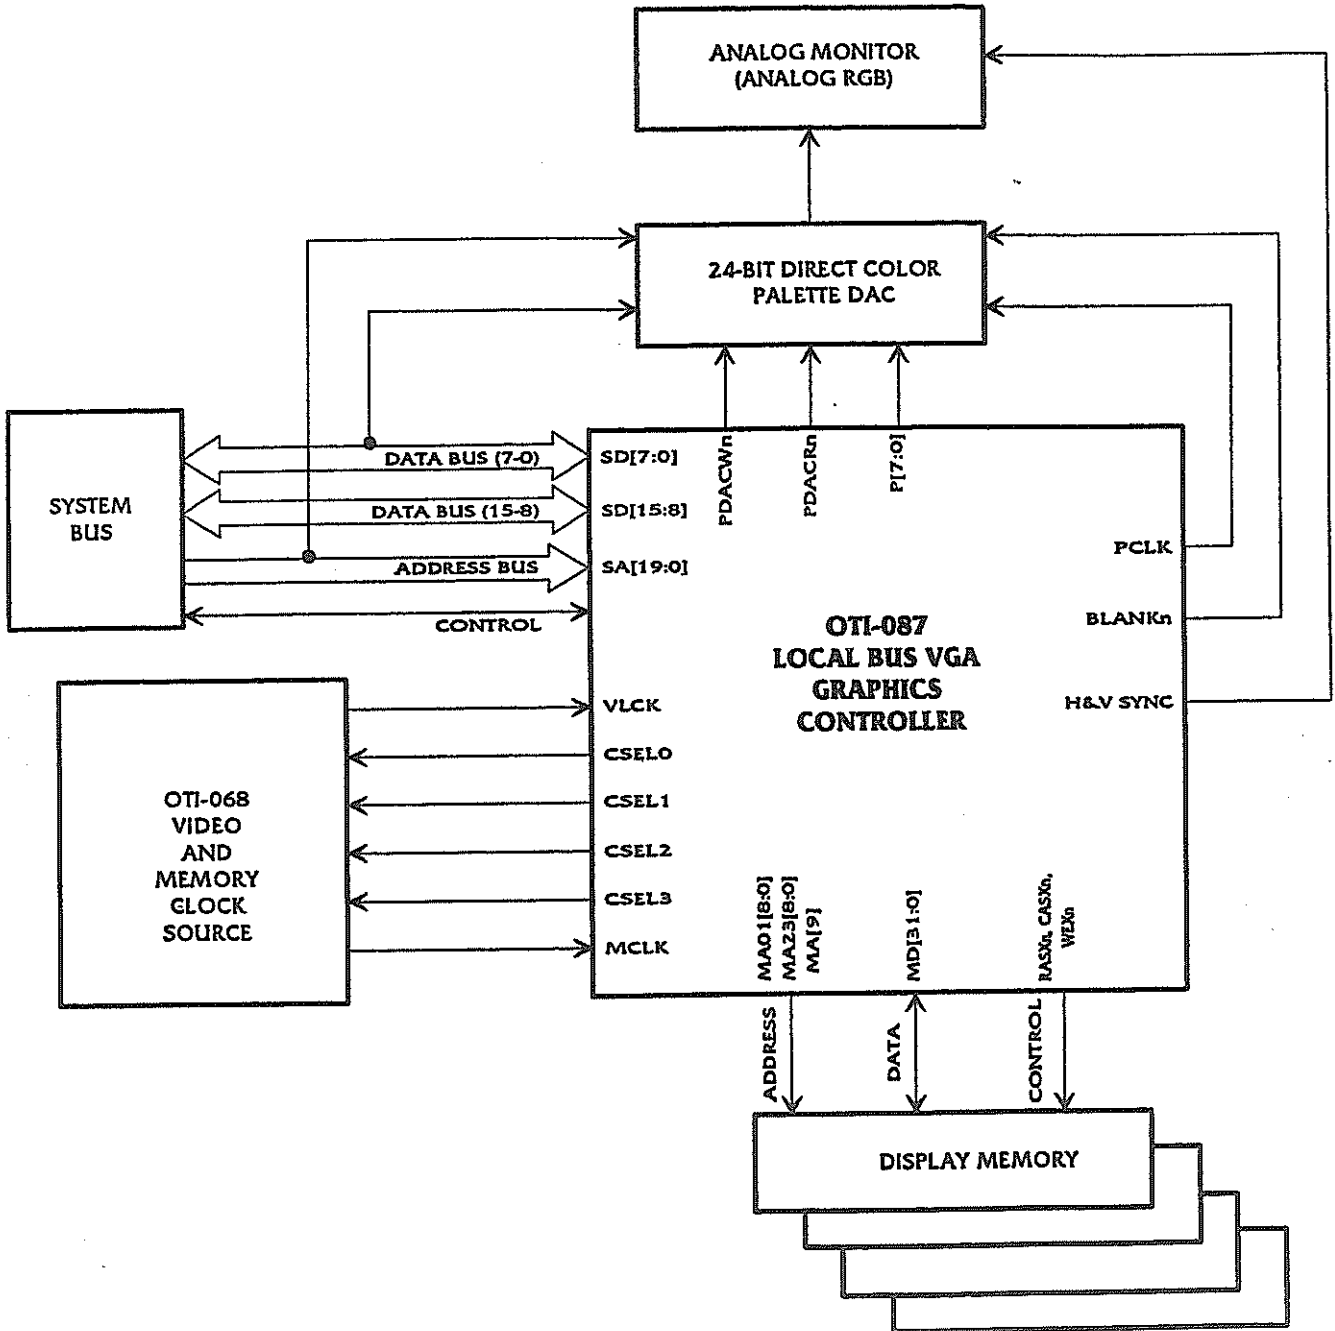 ANALOG MONITOR
(ANALOG RGB)
24-BIT DIRECT COLOR
PALETTE DAC
SYSTEM
BUS
DATA BUS (7-0)
DATA BUS (15-8)
ADDRESS BUS
CONTROL
SD[7:0]
SD[15:8]
SA[19:0]
PDACWn
PDACRn
P[7:0]
PCLK
BLANKn
H&V SYNC
OTI-087
LOCAL BUS VGA
GRAPHICS
CONTROLLER
OTI-068
VIDEO
AND
MEMORY
CLOCK
SOURCE
VLCK
CSEL0
CSEL1
CSEL2
CSEL3
MCLK
MA01[8:0]
MA23[8:0]
MA[9]
MD[31:0]
RASXn, CASXn,
WEXn
ADDRESS
DATA
CONTROL
DISPLAY MEMORY